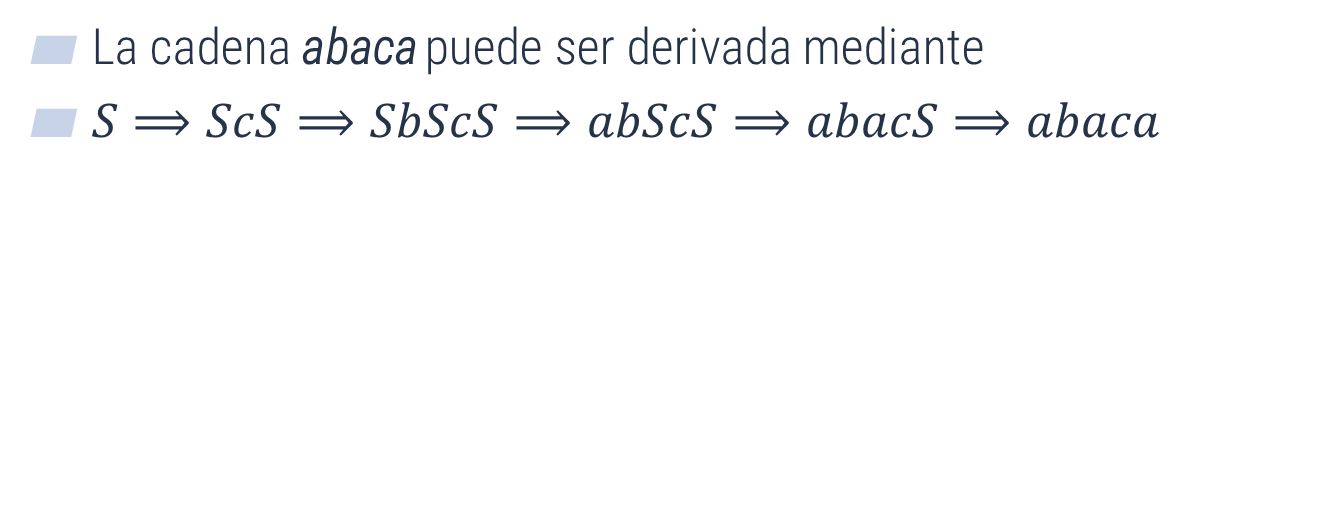 La cadena abaca puede ser derivada mediante
S ⟹ ScS ⟹ SbScS ⟹ abScS ⟹ abacS ⟹ abaca